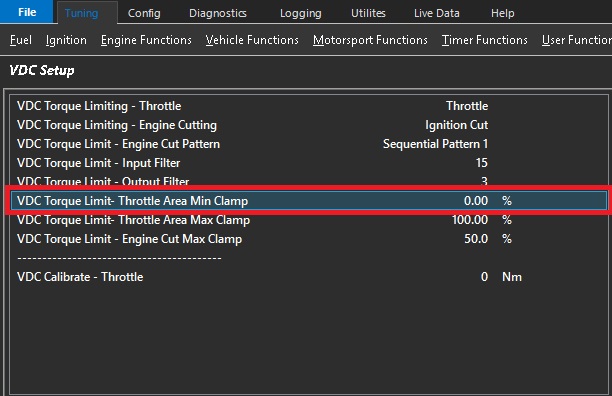 File Tuning Config Diagnostics Logging Utilites Live Data Help
Fuel Ignition Engine Functions Vehicle Functions Motorsport Functions Timer Functions User Function
VDC Setup
VDC Torque Limiting - Throttle Throttle
VDC Torque Limiting - Engine Cutting Ignition Cut
VDC Torque Limit - Engine Cut Pattern Sequential Pattern 1
VDC Torque Limit - Input Filter 15
VDC Torque Limit - Output Filter 3
VDC Torque Limit- Throttle Area Min Clamp 0.00 %
VDC Torque Limit- Throttle Area Max Clamp 100.00 %
VDC Torque Limit - Engine Cut Max Clamp 50.0 %
-----------------------------------------
VDC Calibrate - Throttle 0 Nm